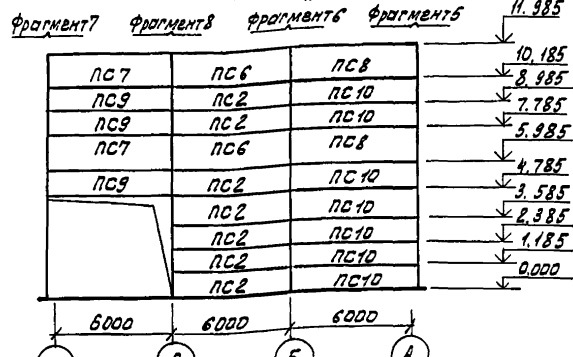 фрагмент7 фрагмент8 фрагмент6 фрагмент5
11.985
ПС7 ПС6 ПС8
10,185
ПС9 ПС2 ПС10
8,985
ПС9 ПС2 ПС10
7.785
ПС7 ПС6 ПС8
5.985
ПС9 ПС2 ПС10
4,785
ПС2 ПС10
3.585
ПС2 ПС10
2,385
ПС2 ПС10
1,185
ПС2 ПС10
0,000
6000 6000 6000
Б А